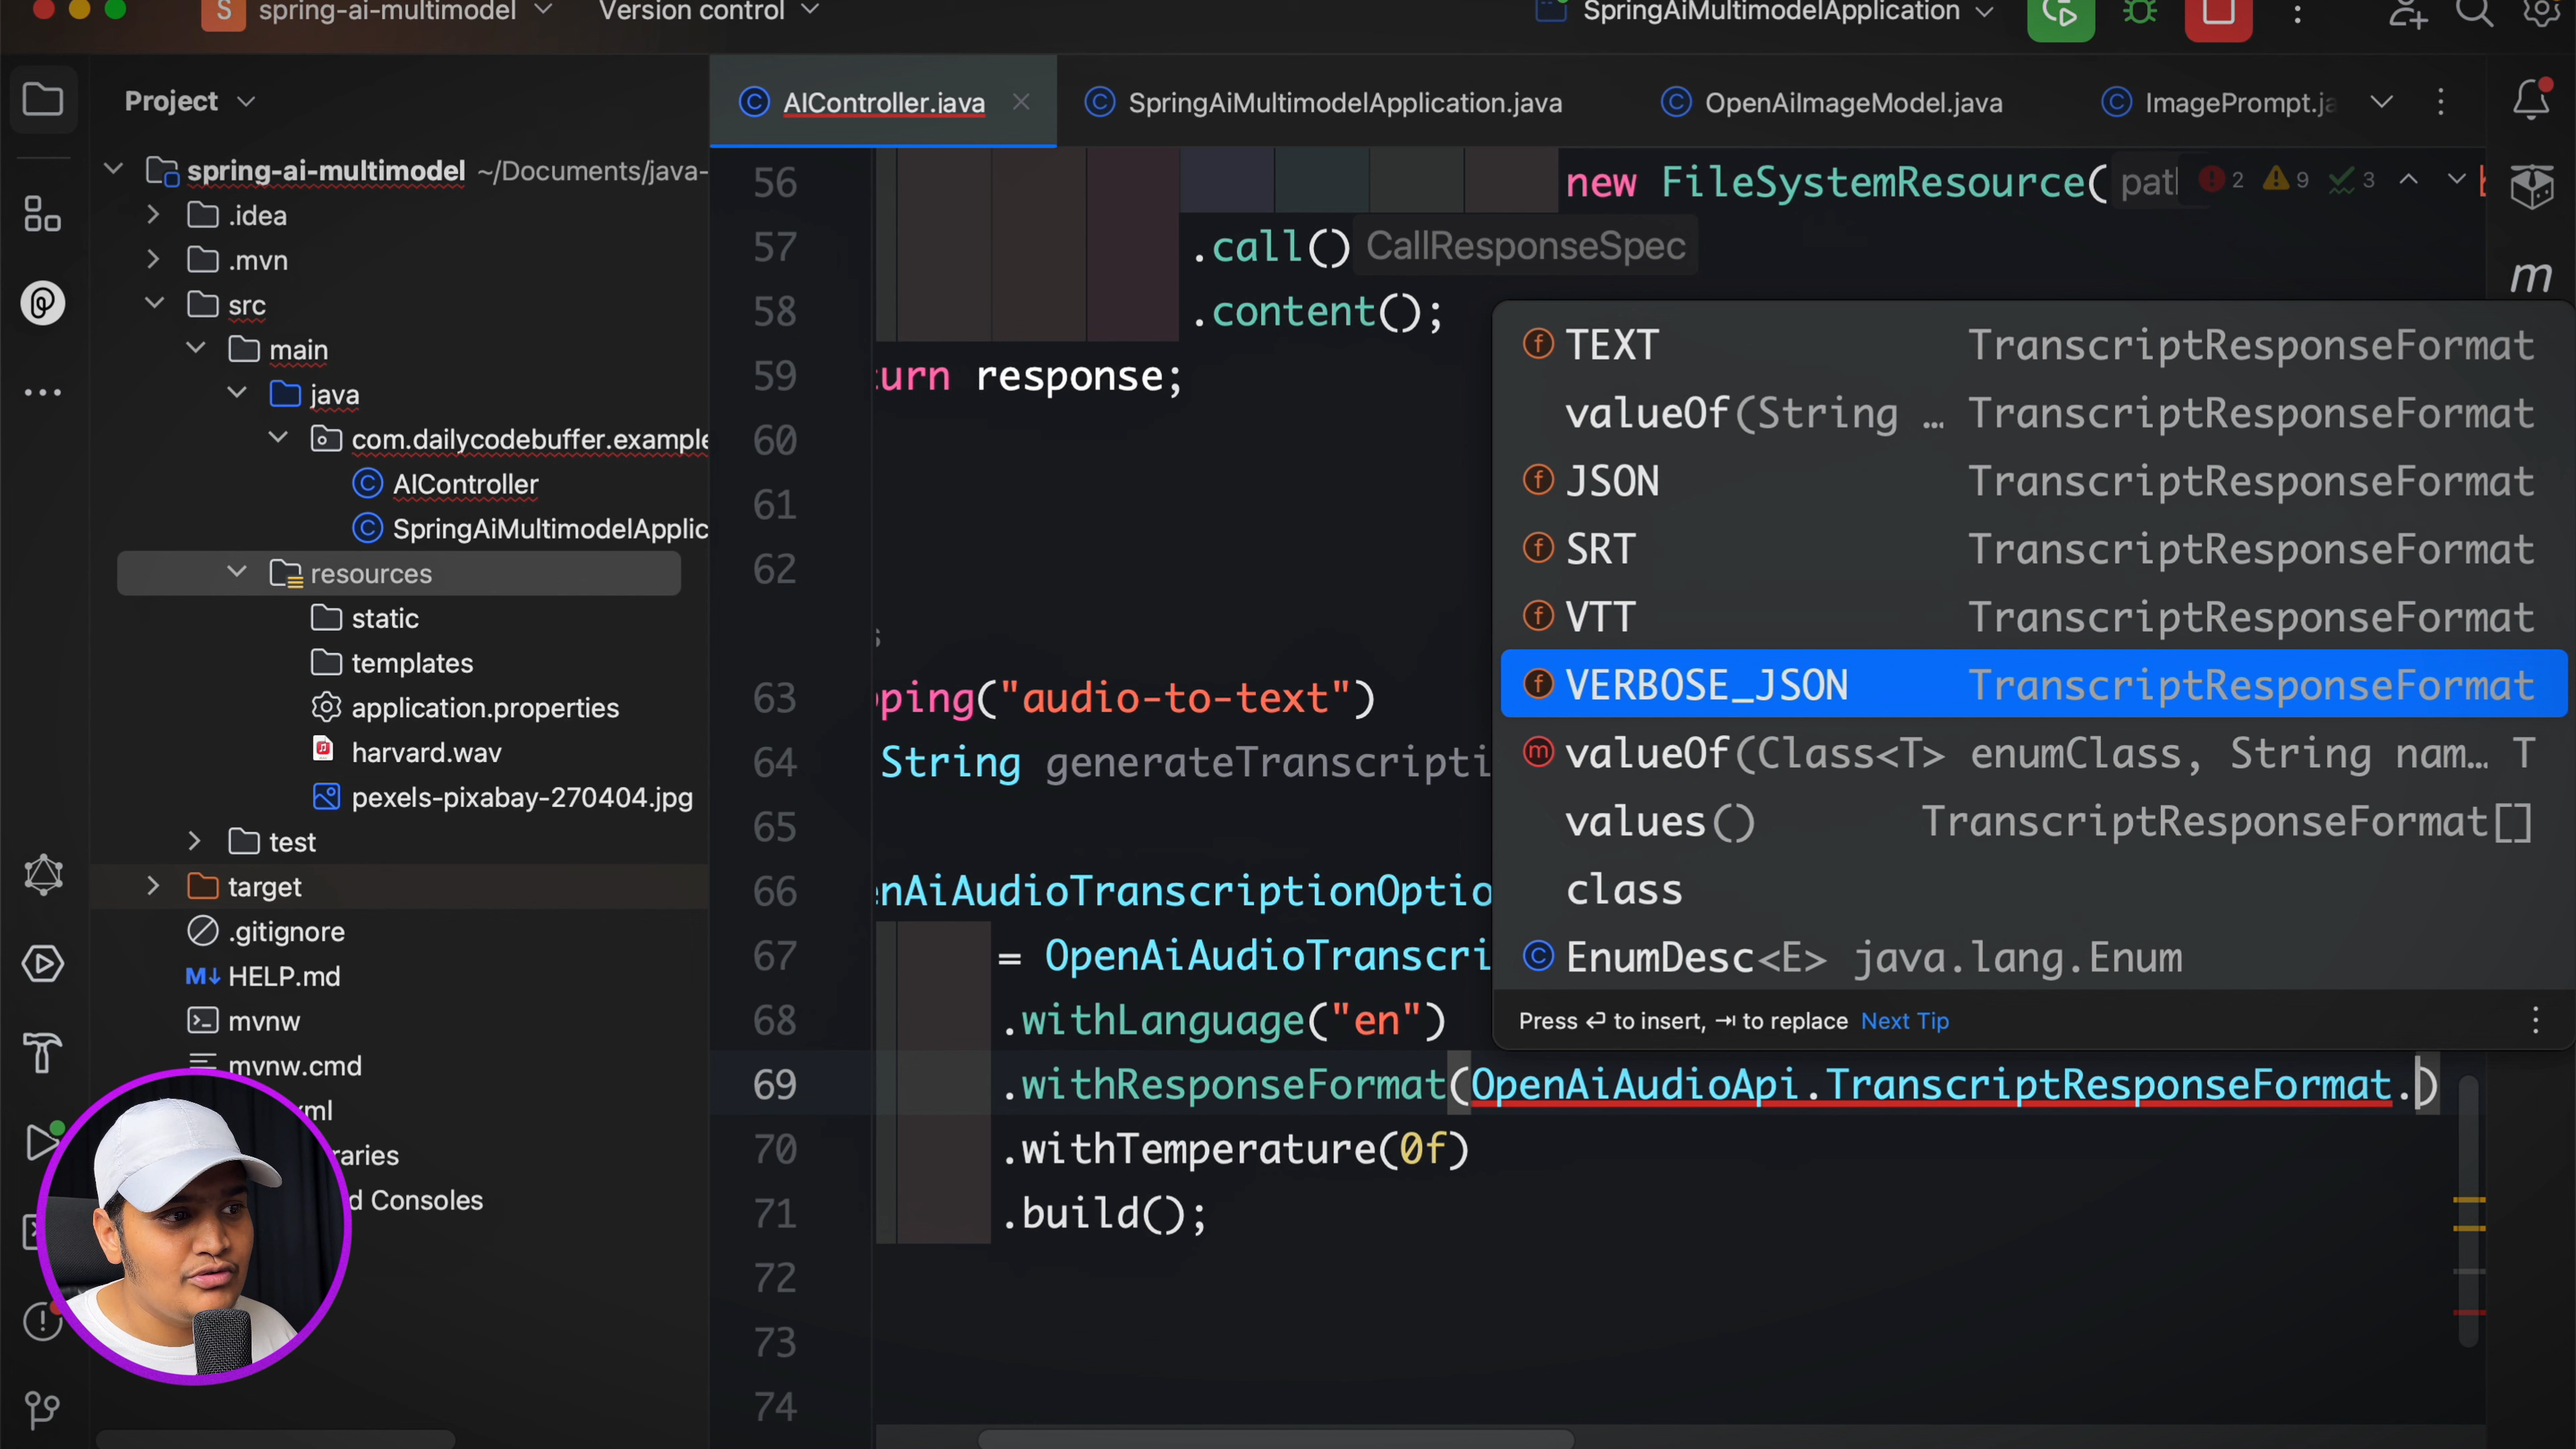 S spring-ai-multimodel Version control SpringAiMultimodelApplication
Project
AIController.java SpringAiMultimodelApplication.java OpenAiImageModel.java ImagePrompt.ja
spring-ai-multimodel ~/Documents/java-
.idea
.mvn
src
main
java
com.dailycodebuffer.example
AIController
SpringAiMultimodelApplic
resources
static
templates
application.properties
harvard.wav
pexels-pixabay-270404.jpg
test
target
.gitignore
M↓ HELP.md
mvnw
mvnw.cmd
ml
raries
d Consoles
56 new FileSystemResource( pat 2 9 3
57 .call() CallResponseSpec
58 .content();
59 urn response;
60
61
62
63 pping("audio-to-text")
64 String generateTranscripti
65
66 nAiAudioTranscriptionOptio
67 = OpenAiAudioTranscri
68 .withLanguage("en")
69 .withResponseFormat(OpenAiAudioApi.TranscriptResponseFormat.)
70 .withTemperature(0f)
71 .build();
72
73
74
m
TEXT TranscriptResponseFormat
valueOf(String … TranscriptResponseFormat
JSON TranscriptResponseFormat
SRT TranscriptResponseFormat
VTT TranscriptResponseFormat
VERBOSE_JSON TranscriptResponseFormat
valueOf(Class<T> enumClass, String nam… T
values() TranscriptResponseFormat[]
class
EnumDesc<E> java.lang.Enum
Press ↵ to insert, ⇥ to replace Next Tip